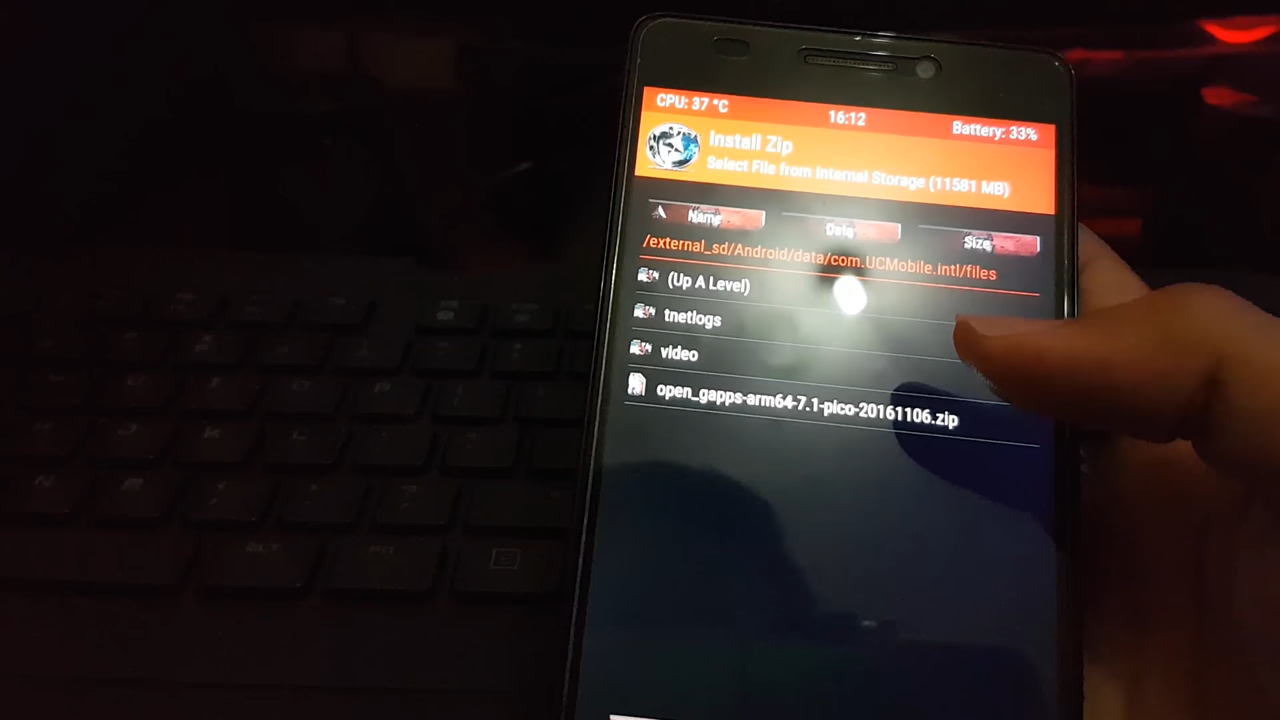 CPU: 37 °C
16:12
Battery: 33%
Install Zip
Select File from Internal Storage (11581 MB)
Name
Date
Size
/external_sd/Android/data/com.UCMobile.intl/files
(Up A Level)
tnetlogs
video
open_gapps-arm64-7.1-pico-20161106.zip
ALT